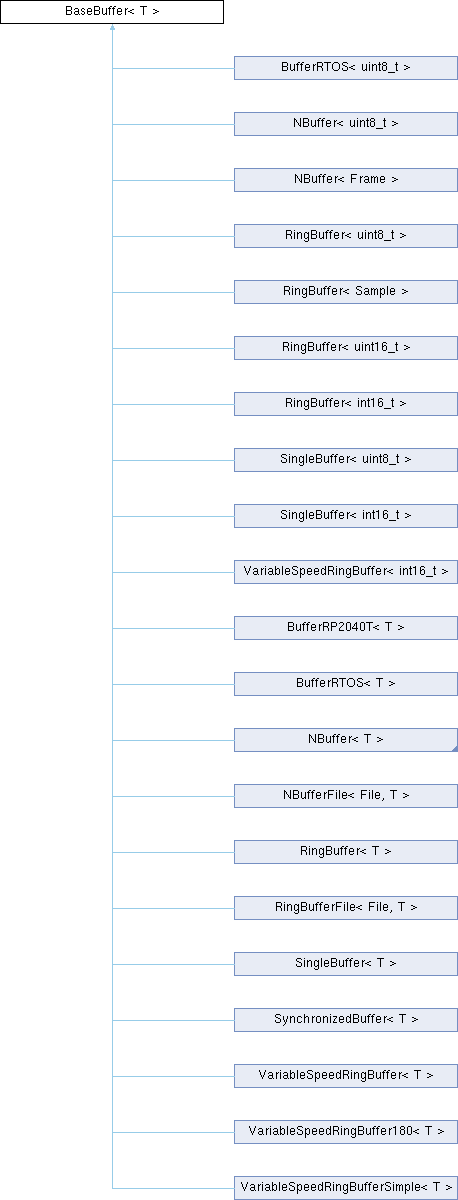 BaseBuffer< T >
BufferRTOS< uint8_t >
NBuffer< uint8_t >
NBuffer< Frame >
RingBuffer< uint8_t >
RingBuffer< Sample >
RingBuffer< uint16_t >
RingBuffer< int16_t >
SingleBuffer< uint8_t >
SingleBuffer< int16_t >
VariableSpeedRingBuffer< int16_t >
BufferRP2040T< T >
BufferRTOS< T >
NBuffer< T >
NBufferFile< File, T >
RingBuffer< T >
RingBufferFile< File, T >
SingleBuffer< T >
SynchronizedBuffer< T >
VariableSpeedRingBuffer< T >
VariableSpeedRingBuffer180< T >
VariableSpeedRingBufferSimple< T >